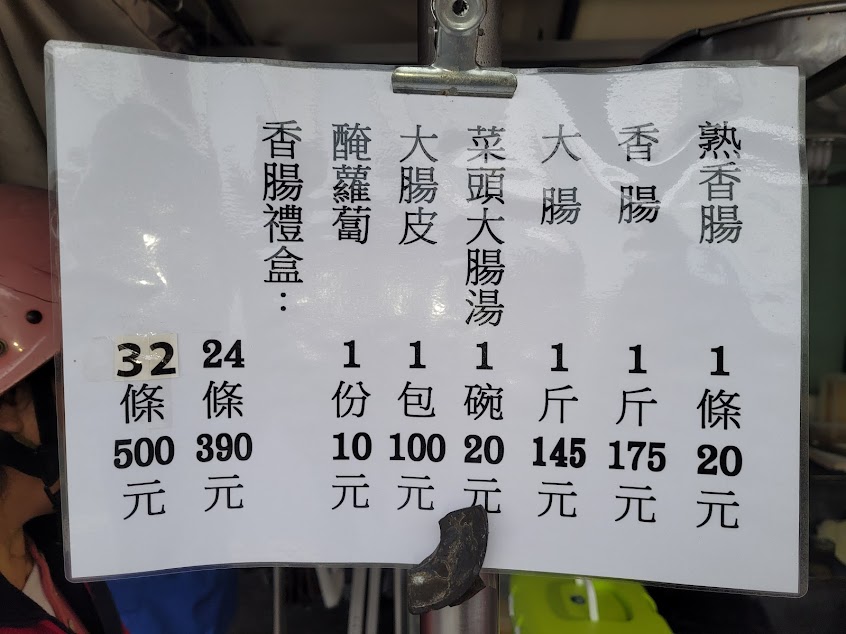 熟香腸 1條20元
香腸 1斤175元
大腸 1斤145元
菜頭大腸湯 1碗20元
大腸皮 1包100元
醃蘿蔔 1份10元
香腸禮盒：
24條390元
32條500元